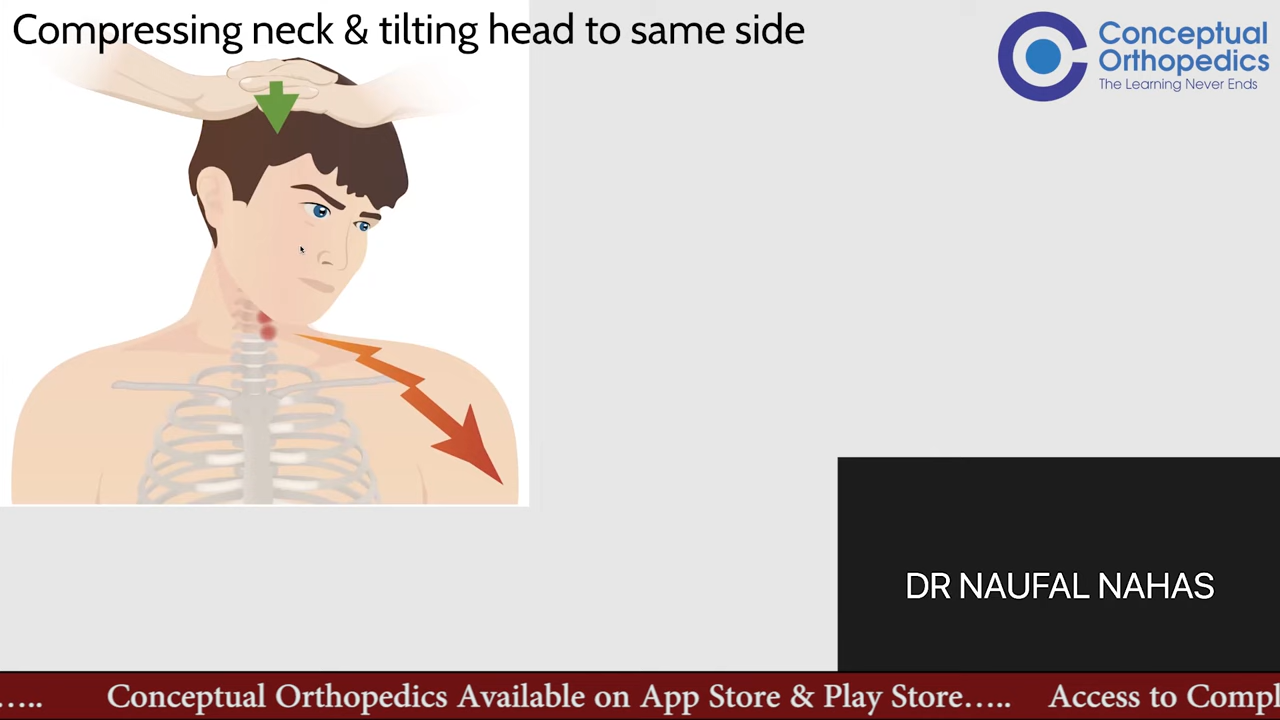 Compressing neck & tilting head to same side
Conceptual
Orthopedics
The Learning Never Ends
DR NAUFAL NAHAS
..... Conceptual Orthopedics Available on App Store & Play Store..... Access to Compl